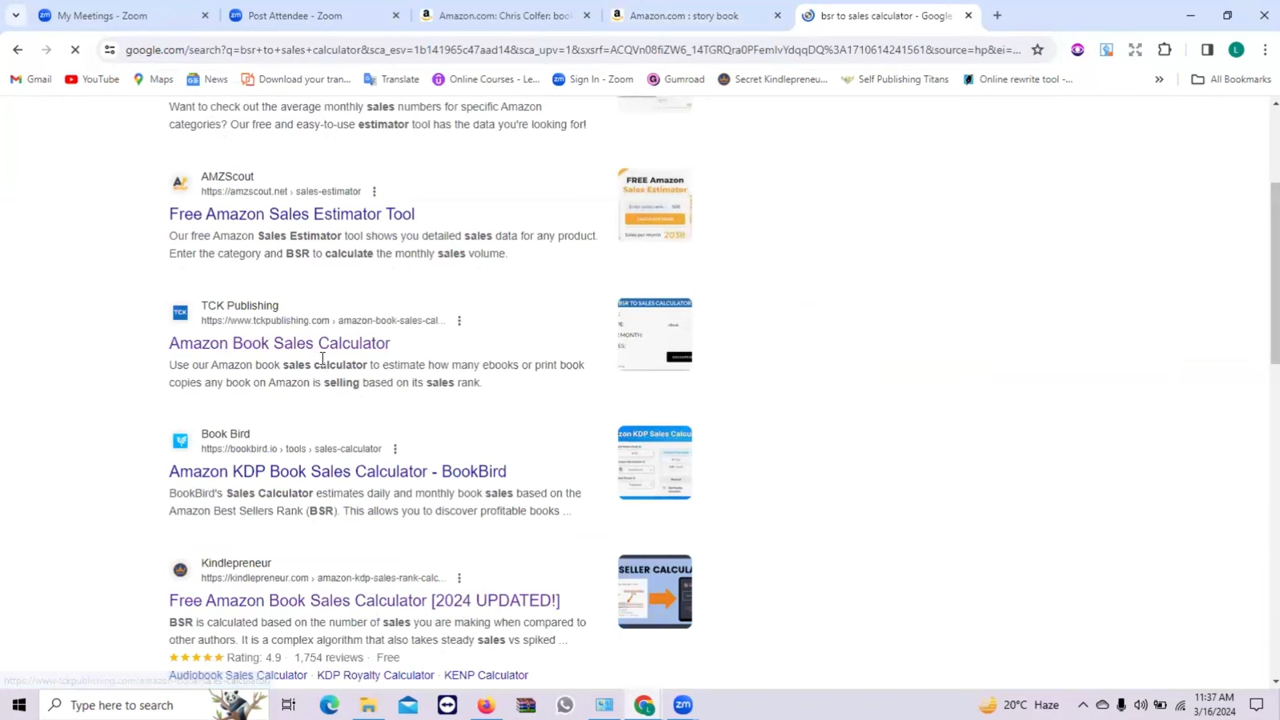 My Meetings - Zoom
Post Attendee - Zoom
Amazon.com: Chris Colfer: boo
Amazon.com : story book
bsr to sales calculator - Google
google.com/search?q=bsr+to+sales+calculator&sca_esv=1b141965c47aad14&sca_upv=1&sxsrf=ACQVn08fiZW6_14TGRQra0PFemlvYdqqDQ%3A1710614241561&source=hp&ei=...
L
Gmail
YouTube
Maps
News
Download your tran...
Translate
Online Courses - Le...
Sign In - Zoom
Gumroad
Secret Kindlepreneu...
Self Publishing Titans
Online rewrite tool -...
All Bookmarks
Want to check out the average monthly sales numbers for specific Amazon
categories? Our free and easy-to-use estimator tool has the data you're looking for!
AMZScout
https://amzscout.net › sales-estimator
Free Amazon Sales Estimator Tool
Our free Amazon Sales Estimator tool shows you detailed sales data for any product.
Enter the category and BSR to calculate the monthly sales volume.
FREE Amazon
Sales Estimator
TCK Publishing
https://www.tckpublishing.com › amazon-book-sales-cal...
Amazon Book Sales Calculator
Use our Amazon book sales calculator to estimate how many ebooks or print book
copies any book on Amazon is selling based on its sales rank.
TCK
BSR TO SALES CALCULATOR
MONTH:
Book Bird
https://bookbird.io › tools › sales-calculator
Amazon KDP Book Sales Calculator - BookBird
BookBird's Sales Calculator estimates daily and monthly book sales based on the
Amazon Best Sellers Rank (BSR). This allows you to discover profitable books ...
zon KDP Sales Calcu
Kindlepreneur
https://kindlepreneur.com › amazon-kdp-sales-rank-calc...
Free Amazon Book Sales Calculator [2024 UPDATED!]
BSR is calculated based on the number of sales you are making when compared to
other authors. It is a complex algorithm that also takes steady sales vs spiked ...
Rating: 4.9 · 1,754 reviews · Free
Audiobook Sales Calculator · KDP Royalty Calculator · KENP Calculator
SELLER CALCULA
Type here to search
20°C Haze
11:37 AM
3/16/2024